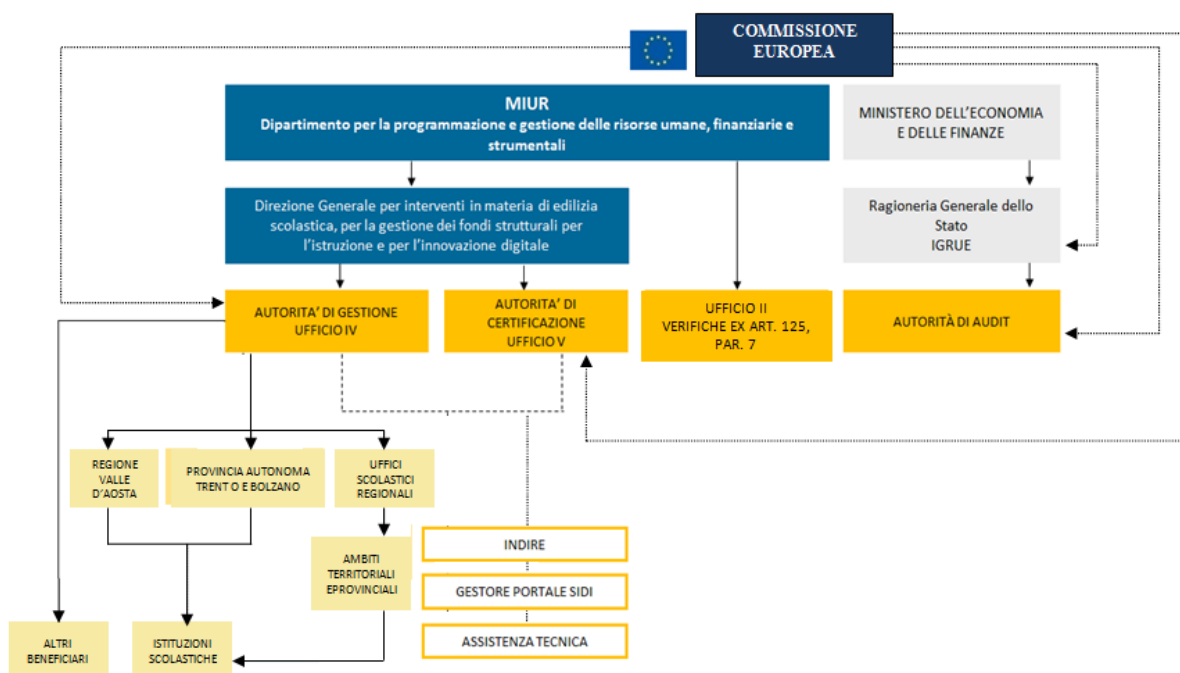 COMMISSIONE
EUROPEA
MIUR
Dipartimento per la programmazione e gestione delle risorse umane, finanziarie e
strumentali
MINISTERO DELL'ECONOMIA
E DELLE FINANZE
Direzione Generale per interventi in materia di edilizia
scolastica, per la gestione dei fondi strutturali per
l'istruzione e per l'innovazione digitale
Ragioneria Generale dello
Stato
IGRUE
AUTORITA' DI GESTIONE
UFFICIO IV
AUTORITA' DI
CERTIFICAZIONE
UFFICIO V
UFFICIO II
VERIFICHE EX ART. 125,
PAR. 7
AUTORITÀ DI AUDIT
REGIONE
VALLE
D'AOSTA
PROVINCIA AUTONOMA
TRENT O E BOLZANO
UFFICI
SCOLASTICI
REGIONALI
AMBITI
TERRITORIALI
EPROVINCIALI
INDIRE
GESTORE PORTALE SIDI
ASSISTENZA TECNICA
ALTRI
BENEFICIARI
ISTITUZIONI
SCOLASTICHE